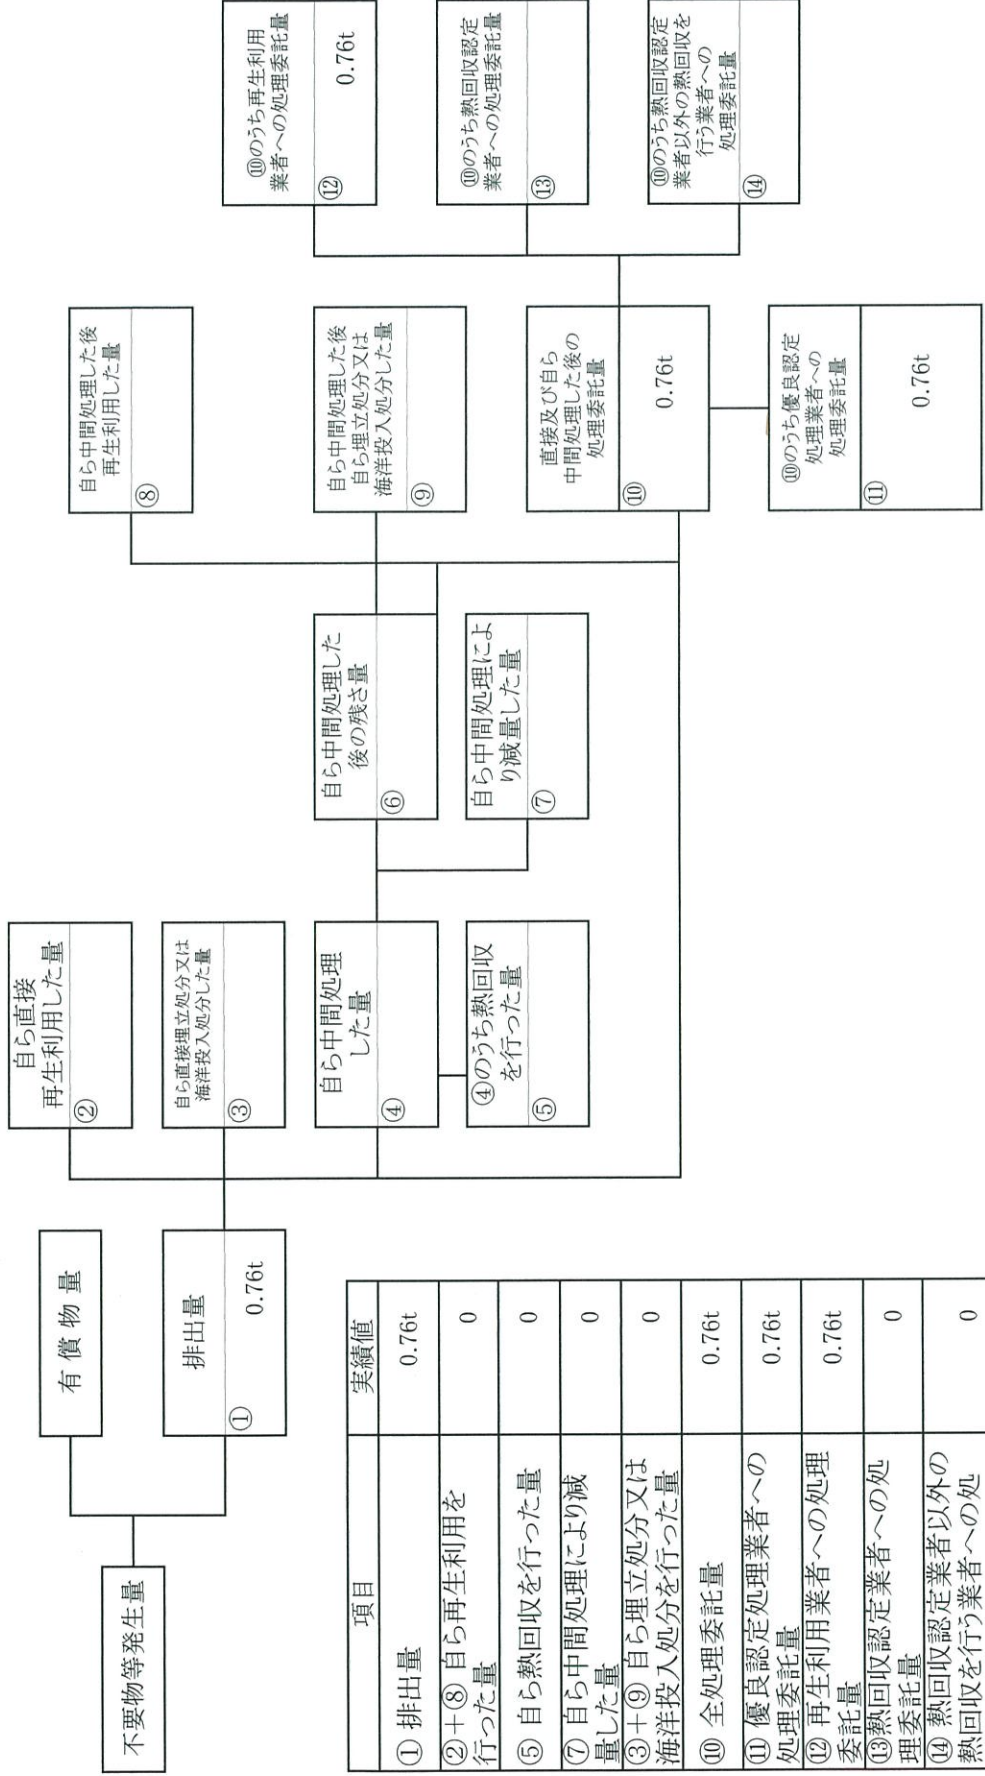 不要物等発生量
有償物量
排出量
① 0.76t
自ら直接
再生利用した量
②
自ら直接埋立処分又は
海洋投入処分した量
③
自ら中間処理
した量
④
④のうち熱回収
を行った量
⑤
自ら中間処理した
後の残さ量
⑥
自ら中間処理によ
り減量した量
⑦
自ら中間処理した後
再生利用した量
⑧
自ら中間処理した後
自ら埋立処分又は
海洋投入処分した量
⑨
直接及び自ら
中間処理した後の
処理委託量
⑩
0.76t
⑩のうち優良認定
処理業者への
処理委託量
⑪
0.76t
⑩のうち再生利用
業者への処理委託量
⑫ 0.76t
⑩のうち熱回収認定
業者への処理委託量
⑬
⑩のうち熱回収認定
業者以外の熱回収を
行う業者への
処理委託量
⑭
項目 実績値
① 排出量 0.76t
②+⑧ 自ら再生利用を
行った量 0
⑤ 自ら熱回収を行った量 0
⑦ 自ら中間処理により減
量した量 0
③+⑨ 自ら埋立処分又は
海洋投入処分を行った量 0
⑩ 全処理委託量 0.76t
⑪ 優良認定処理業者への
処理委託量 0.76t
⑫ 再生利用業者への処理
委託量 0.76t
⑬ 熱回収認定業者への処
理委託量 0
⑭ 熱回収認定業者以外の
熱回収を行う業者への処 0